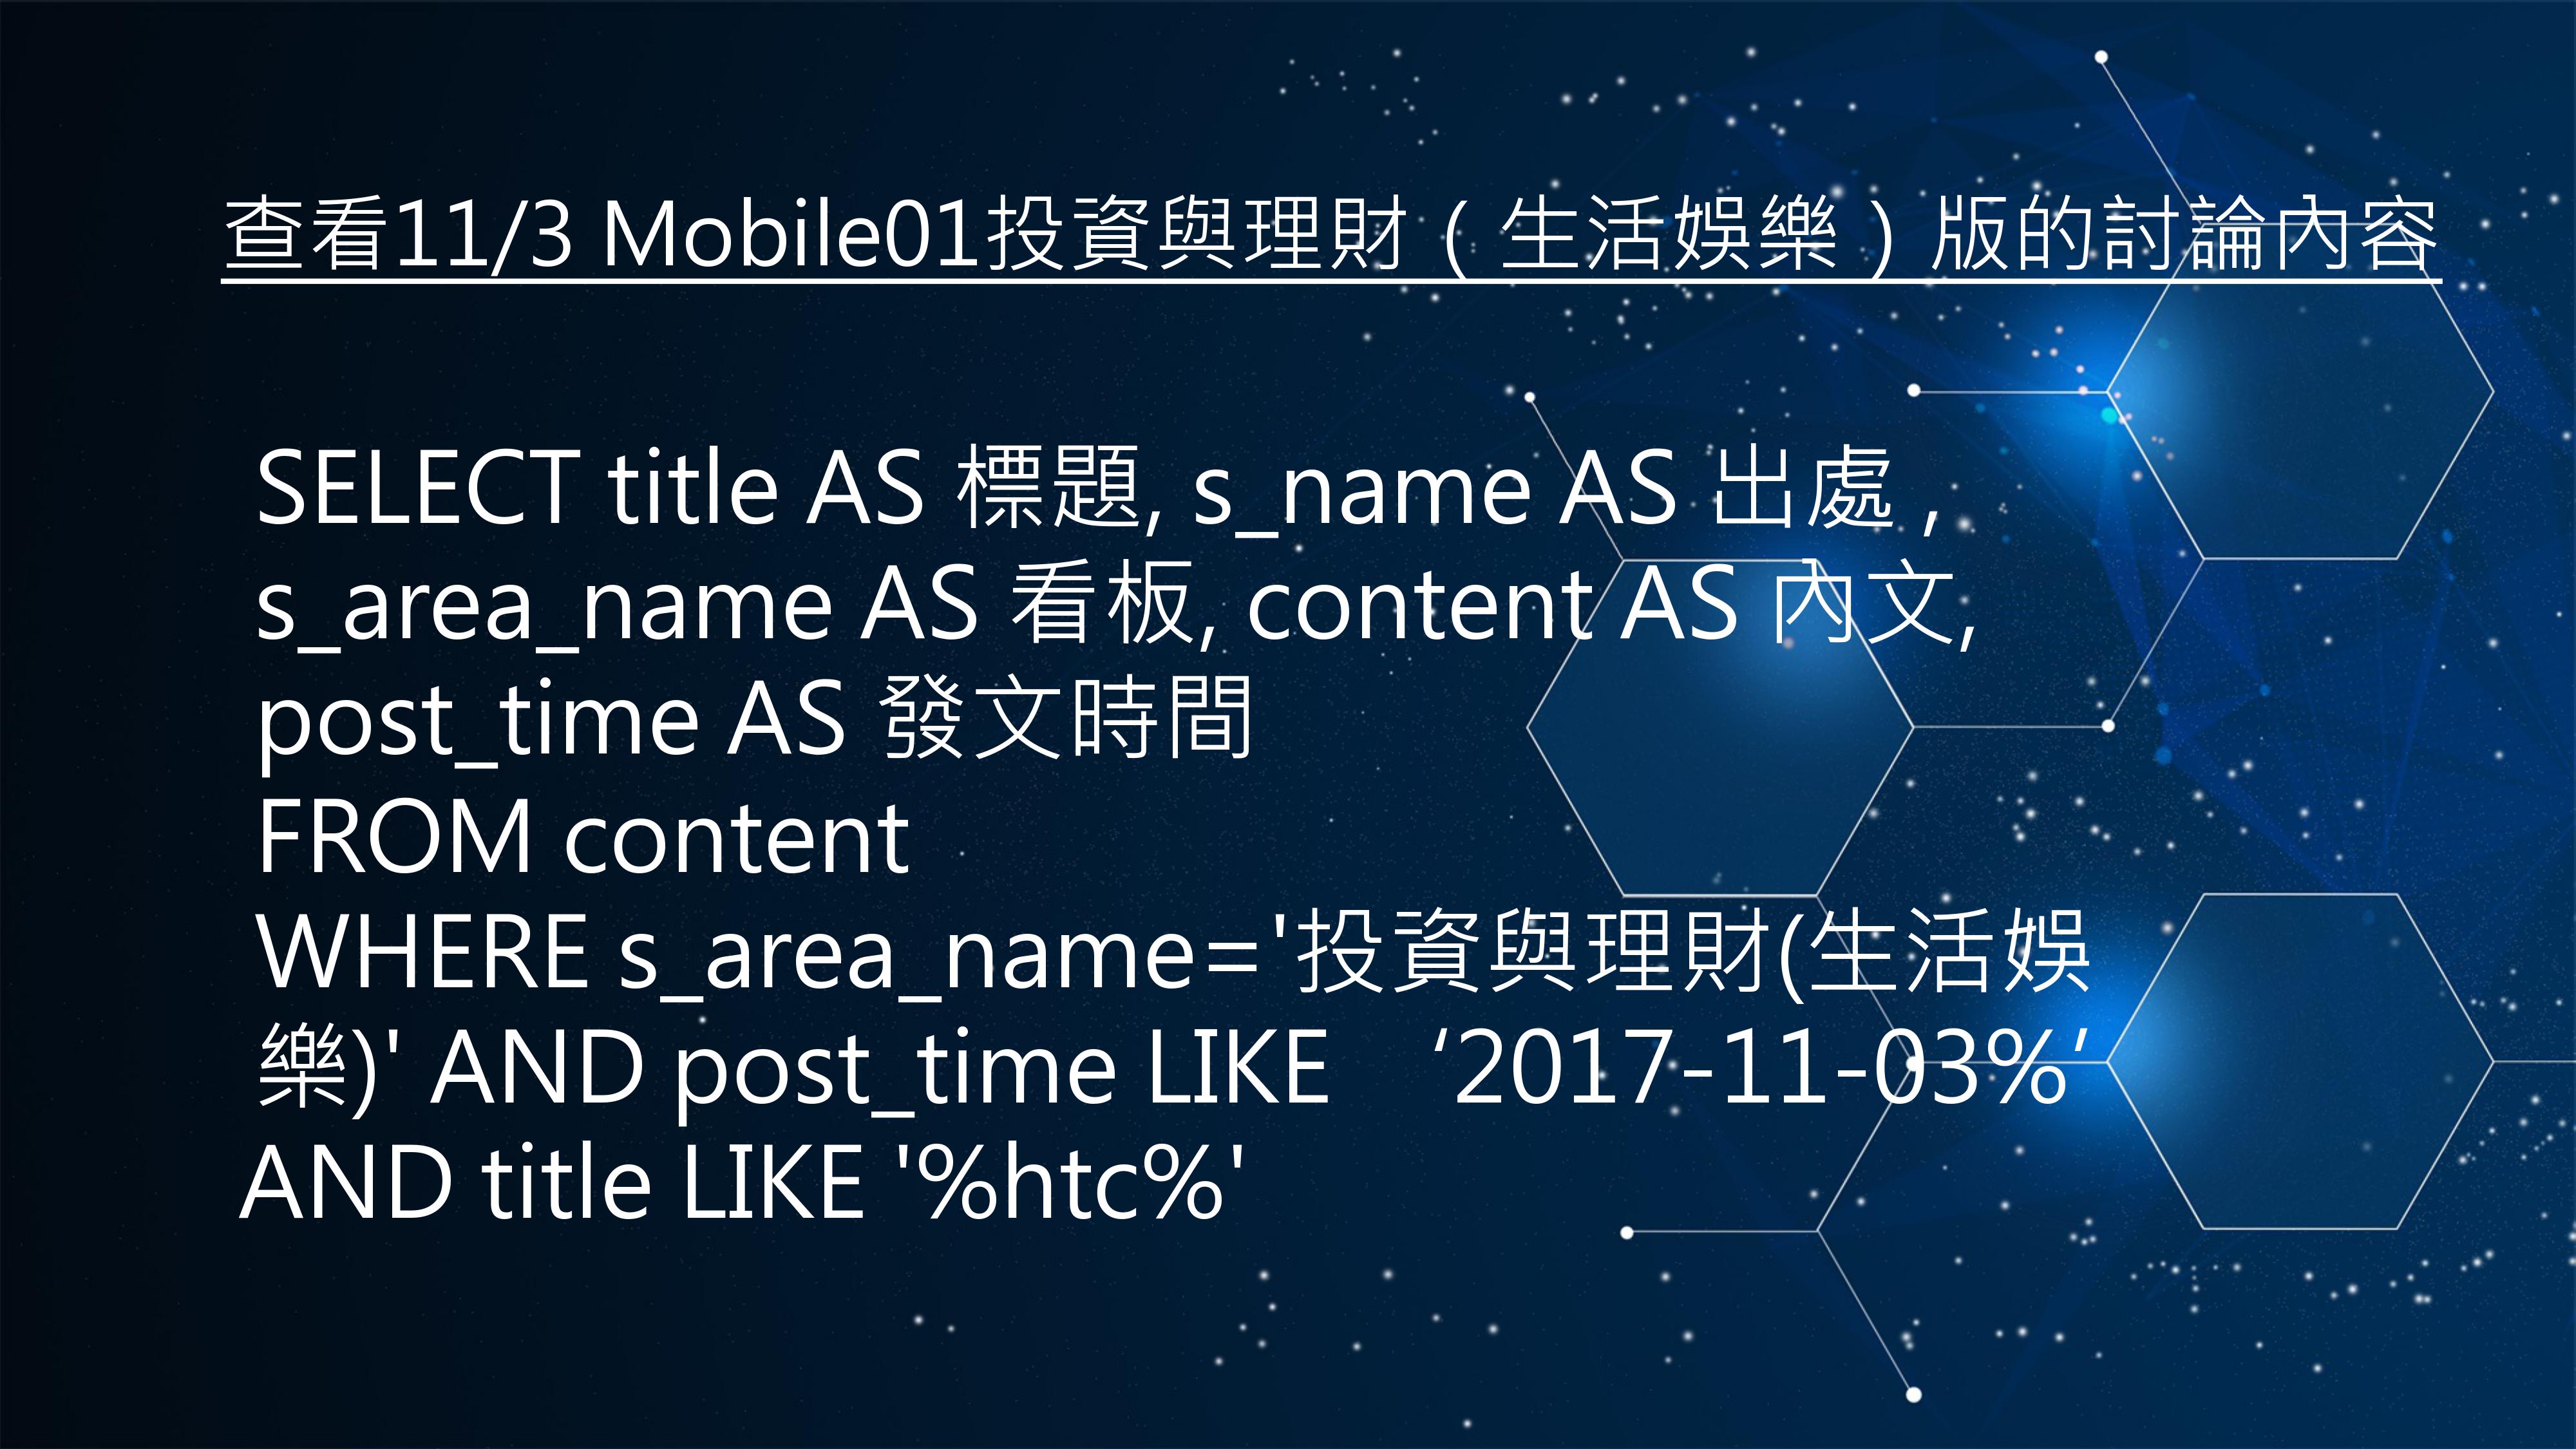 查看11/3 Mobile01投資與理財（生活娛樂）版的討論內容
SELECT title AS 標題, s_name AS 出處 ,
s_area_name AS 看板, content AS 內文,
post_time AS 發文時間
FROM content
WHERE s_area_name='投資與理財(生活娛
樂)' AND post_time LIKE ‘2017-11-03%’
AND title LIKE '%htc%'